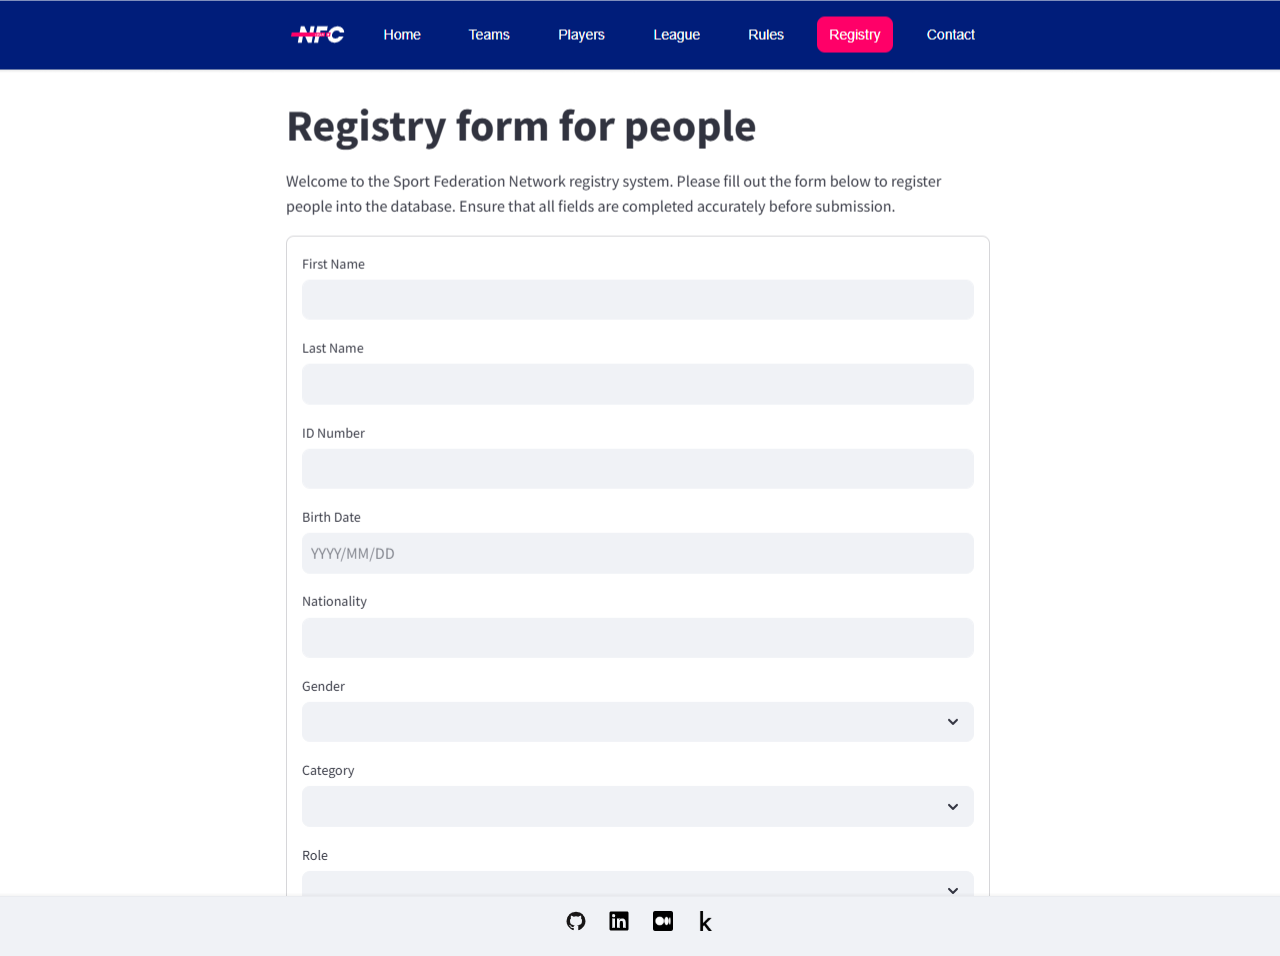 NFC
Home
Teams
Players
League
Rules
Registry
Contact
Registry form for people
Welcome to the Sport Federation Network registry system. Please fill out the form below to register
people into the database. Ensure that all fields are completed accurately before submission.
First Name
Last Name
ID Number
Birth Date
YYYY/MM/DD
Nationality
Gender
Category
Role
in
k